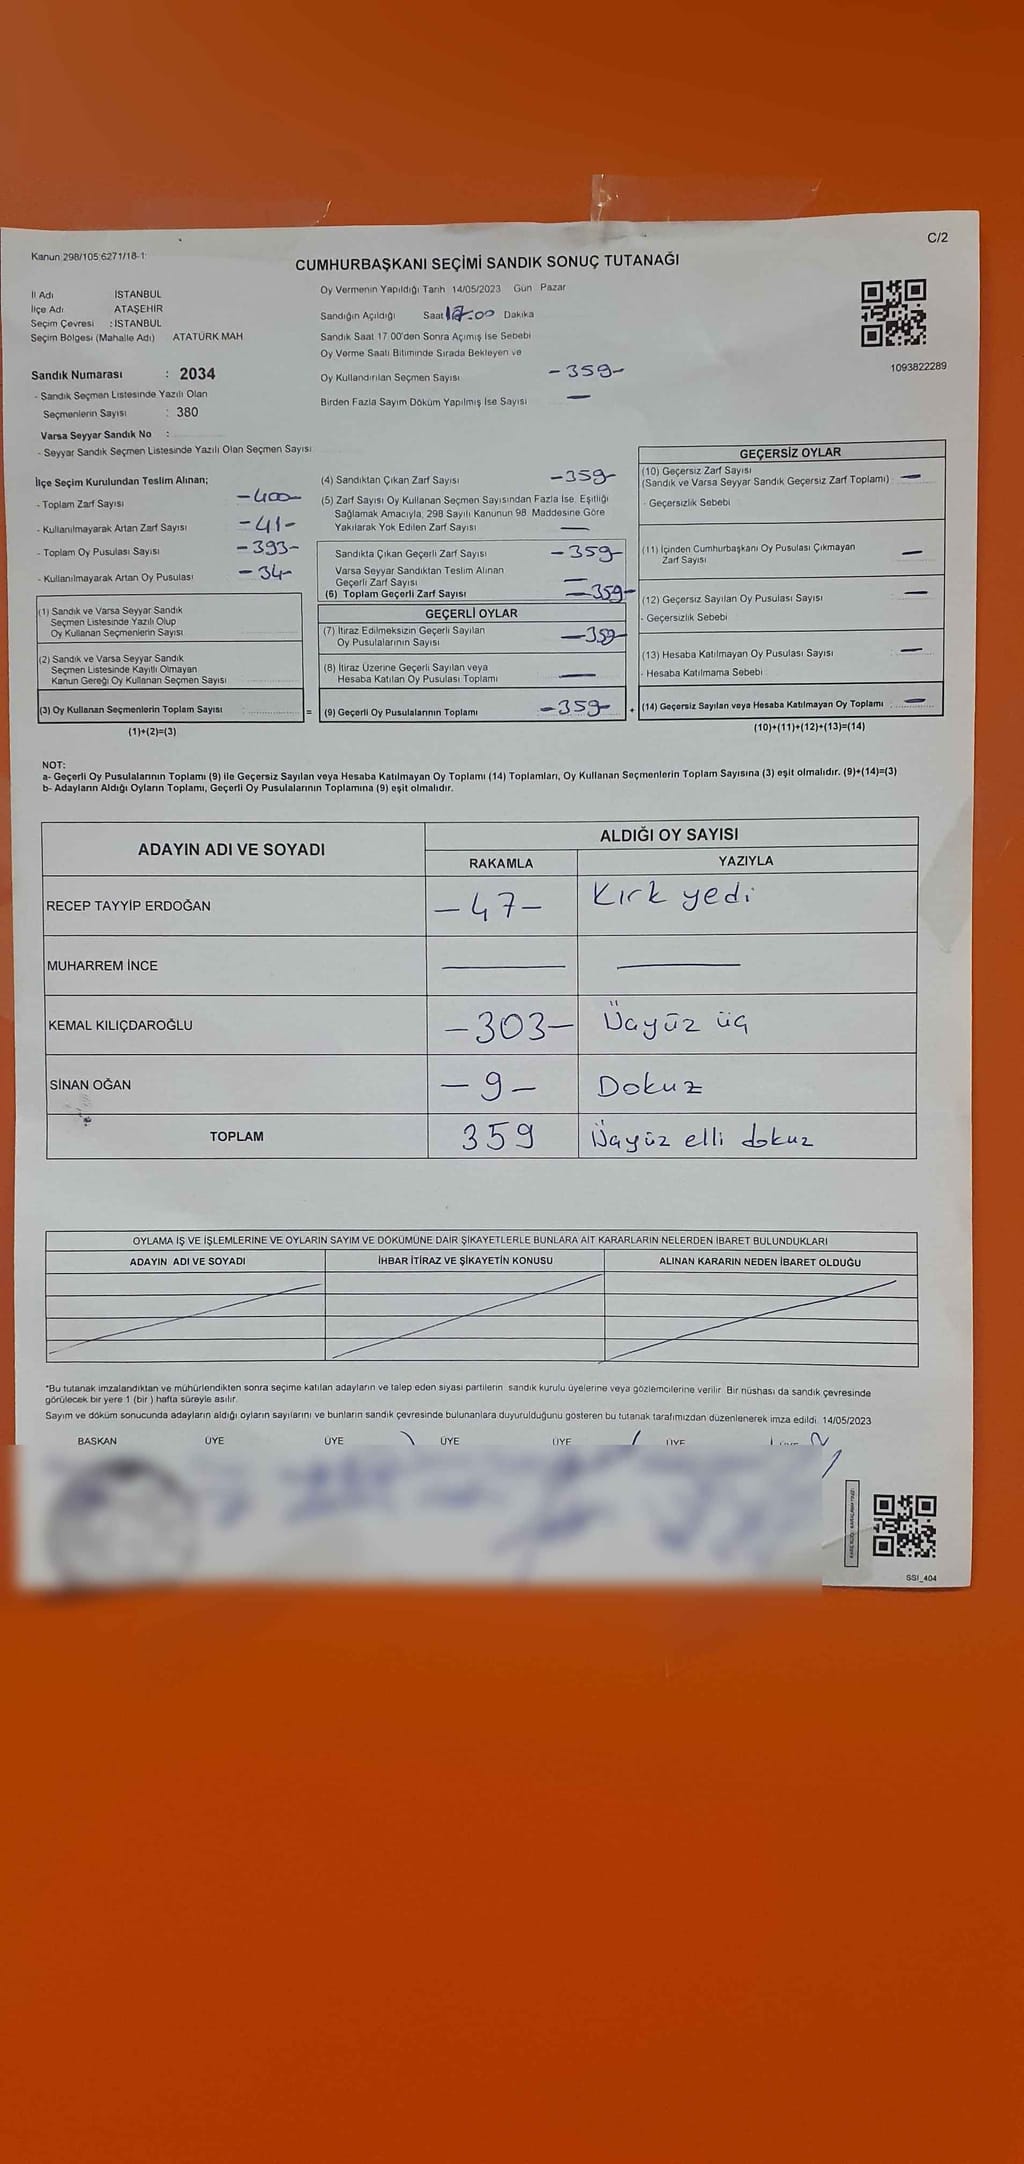 C/2
Kanun 298/105 6271/18-1
CUMHURBAŞKANI SEÇİMİ SANDIK SONUÇ TUTANAĞI
İl Adı İSTANBUL
İlçe Adı ATAŞEHİR
Seçim Çevresi : İSTANBUL
Seçim Bölgesi (Mahalle Adı) ATATÜRK MAH
Sandık Numarası : 2034
- Sandık Seçmen Listesinde Yazılı Olan
Seçmenlerin Sayısı : 380
Varsa Seyyar Sandık No :
- Seyyar Sandık Seçmen Listesinde Yazılı Olan Seçmen Sayısı
Oy Vermenin Yapıldığı Tarih 14/05/2023 Gün Pazar
Sandığın Açıldığı Saat 17.00 Dakika
Sandık Saat 17.00'den Sonra Açımış İse Sebebi
Oy Verme Saati Bitiminde Sırada Bekleyen ve
Oy Kullandırılan Seçmen Sayısı -359-
Birden Fazla Sayım Döküm Yapılmış İse Sayısı —
1093822289
İlçe Seçim Kurulundan Teslim Alınan;
- Toplam Zarf Sayısı -400-
- Kullanılmayarak Artan Zarf Sayısı -41-
- Toplam Oy Pusulası Sayısı -393-
- Kullanılmayarak Artan Oy Pusulası -34-
(1) Sandık ve Varsa Seyyar Sandık
Seçmen Listesinde Yazılı Olup
Oy Kullanan Seçmenlerin Sayısı
(2) Sandık ve Varsa Seyyar Sandık
Seçmen Listesinde Kayıtlı Olmayan
Kanun Gereği Oy Kullanan Seçmen Sayısı
(3) Oy Kullanan Seçmenlerin Toplam Sayısı : =
(1)+(2)=(3)
(4) Sandıktan Çıkan Zarf Sayısı -359-
(5) Zarf Sayısı Oy Kullanan Seçmen Sayısından Fazla İse, Eşitliği
Sağlamak Amacıyla, 298 Sayılı Kanunun 98. Maddesine Göre
Yakılarak Yok Edilen Zarf Sayısı —
Sandıkta Çıkan Geçerli Zarf Sayısı -359-
Varsa Seyyar Sandıktan Teslim Alınan
Geçerli Zarf Sayısı —
(6) Toplam Geçerli Zarf Sayısı -359-
GEÇERLİ OYLAR
(7) İtiraz Edilmeksizin Geçerli Sayılan
Oy Pusulalarının Sayısı -359-
(8) İtiraz Üzerine Geçerli Sayılan veya
Hesaba Katılan Oy Pusulası Toplamı —
(9) Geçerli Oy Pusulalarının Toplamı -359- +
GEÇERSİZ OYLAR
(10) Geçersiz Zarf Sayısı
(Sandık ve Varsa Seyyar Sandık Geçersiz Zarf Toplamı) —
- Geçersizlik Sebebi
(11) İçinden Cumhurbaşkanı Oy Pusulası Çıkmayan
Zarf Sayısı —
(12) Geçersiz Sayılan Oy Pusulası Sayısı —
- Geçersizlik Sebebi
(13) Hesaba Katılmayan Oy Pusulası Sayısı —
- Hesaba Katılmama Sebebi
(14) Geçersiz Sayılan veya Hesaba Katılmayan Oy Toplamı : —
(10)+(11)+(12)+(13)=(14)
NOT:
a- Geçerli Oy Pusulalarının Toplamı (9) ile Geçersiz Sayılan veya Hesaba Katılmayan Oy Toplamı (14) Toplamları, Oy Kullanan Seçmenlerin Toplam Sayısına (3) eşit olmalıdır. (9)+(14)=(3)
b- Adayların Aldığı Oyların Toplamı, Geçerli Oy Pusulalarının Toplamına (9) eşit olmalıdır.
ADAYIN ADI VE SOYADI ALDIĞI OY SAYISI
RAKAMLA YAZIYLA
RECEP TAYYİP ERDOĞAN -47- Kırk yedi
MUHARREM İNCE — —
KEMAL KILIÇDAROĞLU -303- Üçyüz üç
SİNAN OĞAN -9- Dokuz
TOPLAM 359 Üçyüz elli dokuz
OYLAMA İŞ VE İŞLEMLERİNE VE OYLARIN SAYIM VE DÖKÜMÜNE DAİR ŞİKAYETLERLE BUNLARA AİT KARARLARIN NELERDEN İBARET BULUNDUKLARI
ADAYIN ADI VE SOYADI İHBAR İTİRAZ VE ŞİKAYETİN KONUSU ALINAN KARARIN NEDEN İBARET OLDUĞU
*Bu tutanak imzalandıktan ve mühürlendikten sonra seçime katılan adayların ve talep eden siyasi partilerin sandık kurulu üyelerine veya gözlemcilerine verilir. Bir nüshası da sandık çevresinde
görülecek bir yere 1 (bir) hafta süreyle asılır.
Sayım ve döküm sonucunda adayların aldığı oyların sayılarını ve bunların sandık çevresinde bulunanlara duyurulduğunu gösteren bu tutanak tarafımızdan düzenlenerek imza edildi. 14/05/2023
BAŞKAN ÜYE ÜYE ÜYE ÜYE ÜYE
SSI_404